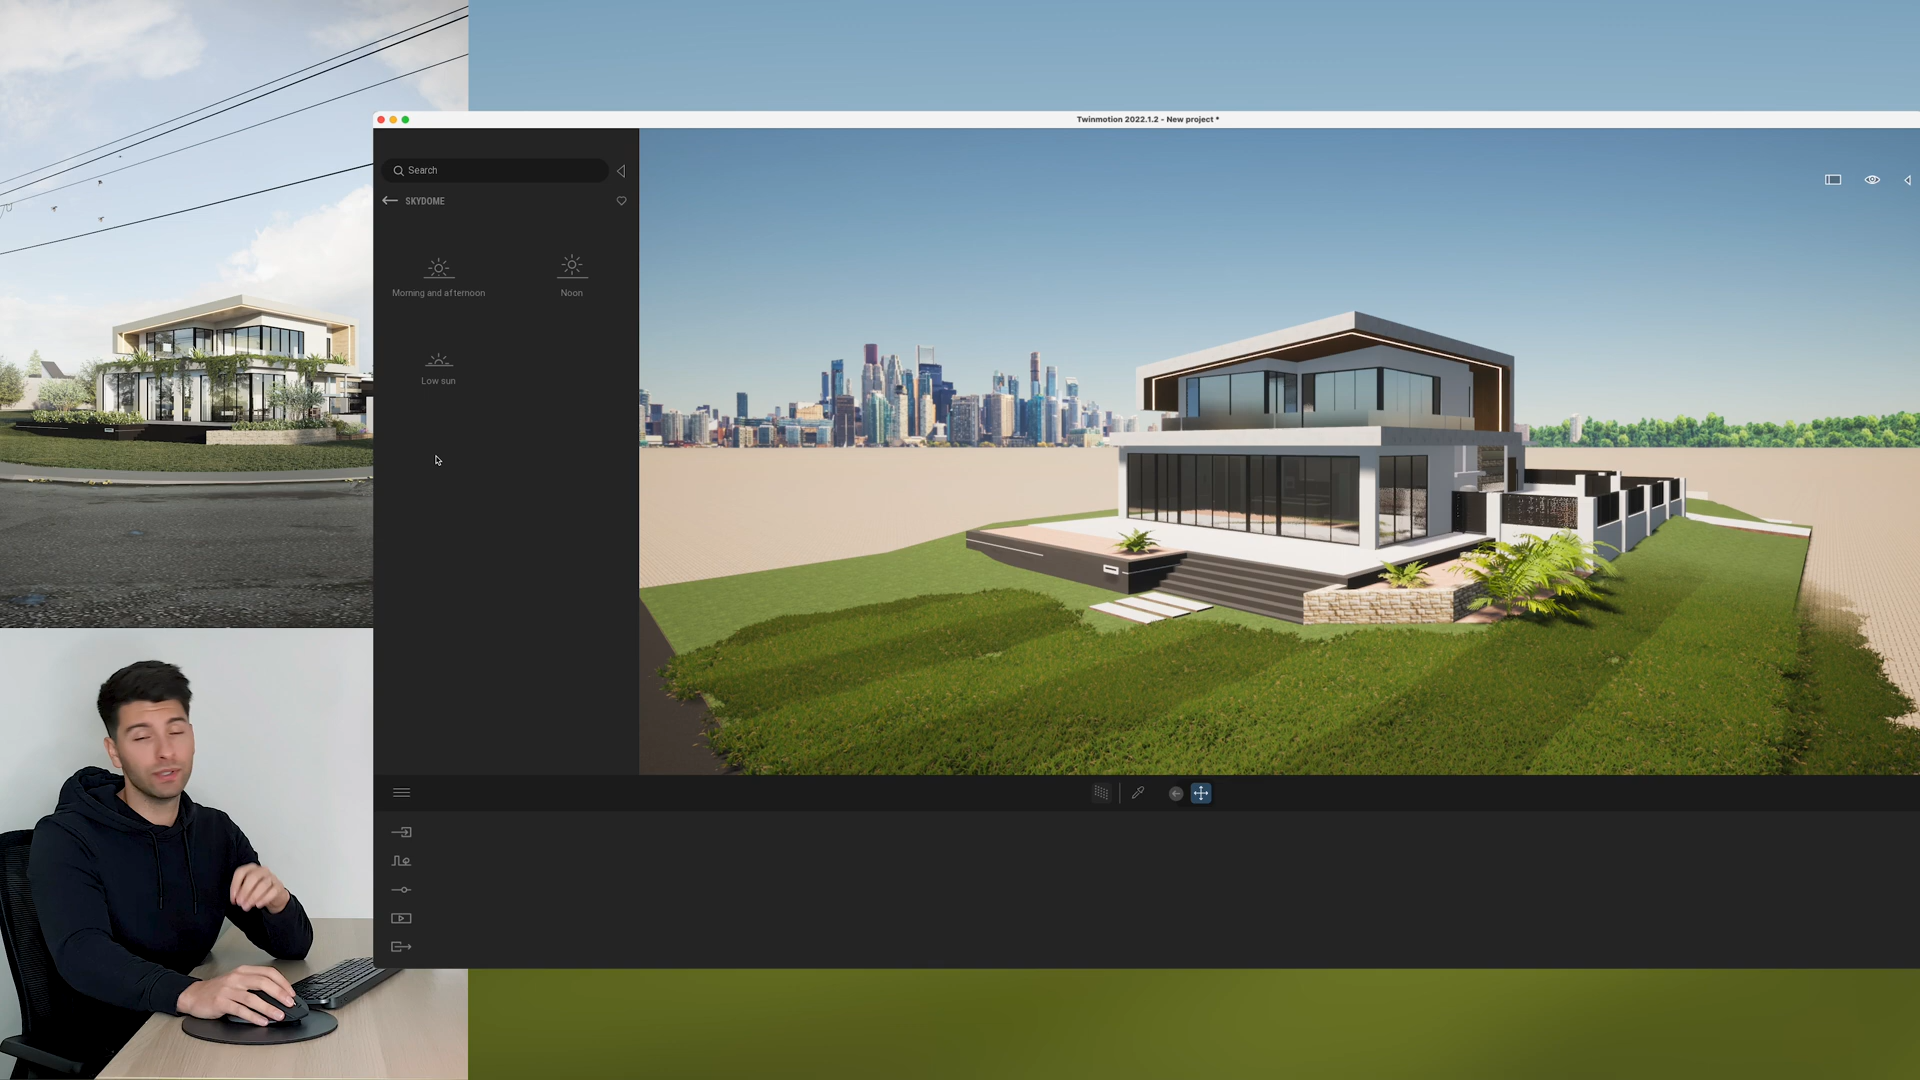 Twinmotion 2022.1.2 - New project *
Search
SKYDOME
Morning and afternoon
Noon
Low sun